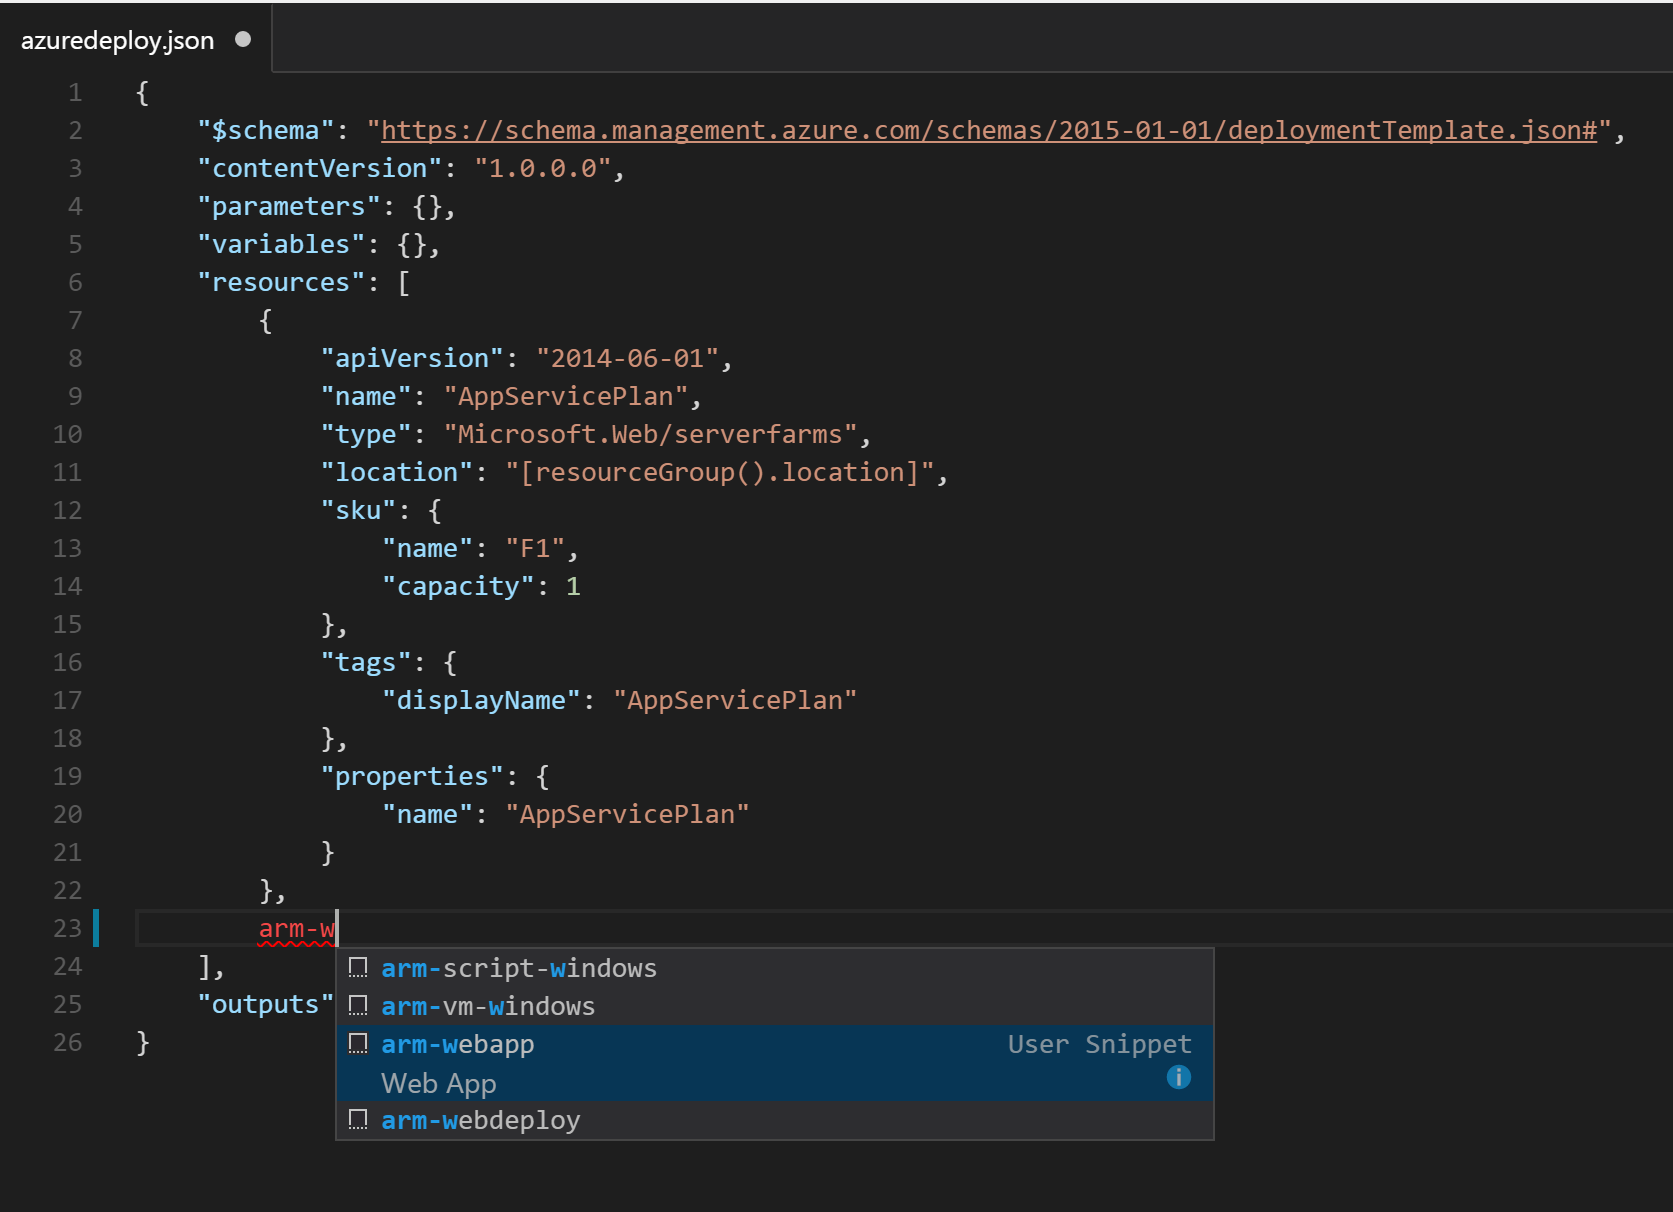 azuredeploy.json
1 {
2 "$schema": "https://schema.management.azure.com/schemas/2015-01-01/deploymentTemplate.json#",
3 "contentVersion": "1.0.0.0",
4 "parameters": {},
5 "variables": {},
6 "resources": [
7 {
8 "apiVersion": "2014-06-01",
9 "name": "AppServicePlan",
10 "type": "Microsoft.Web/serverfarms",
11 "location": "[resourceGroup().location]",
12 "sku": {
13 "name": "F1",
14 "capacity": 1
15 },
16 "tags": {
17 "displayName": "AppServicePlan"
18 },
19 "properties": {
20 "name": "AppServicePlan"
21 }
22 },
23 arm-w
24 ],
arm-script-windows
25 "outputs"
arm-vm-windows
26 }
arm-webapp User Snippet
Web App
arm-webdeploy